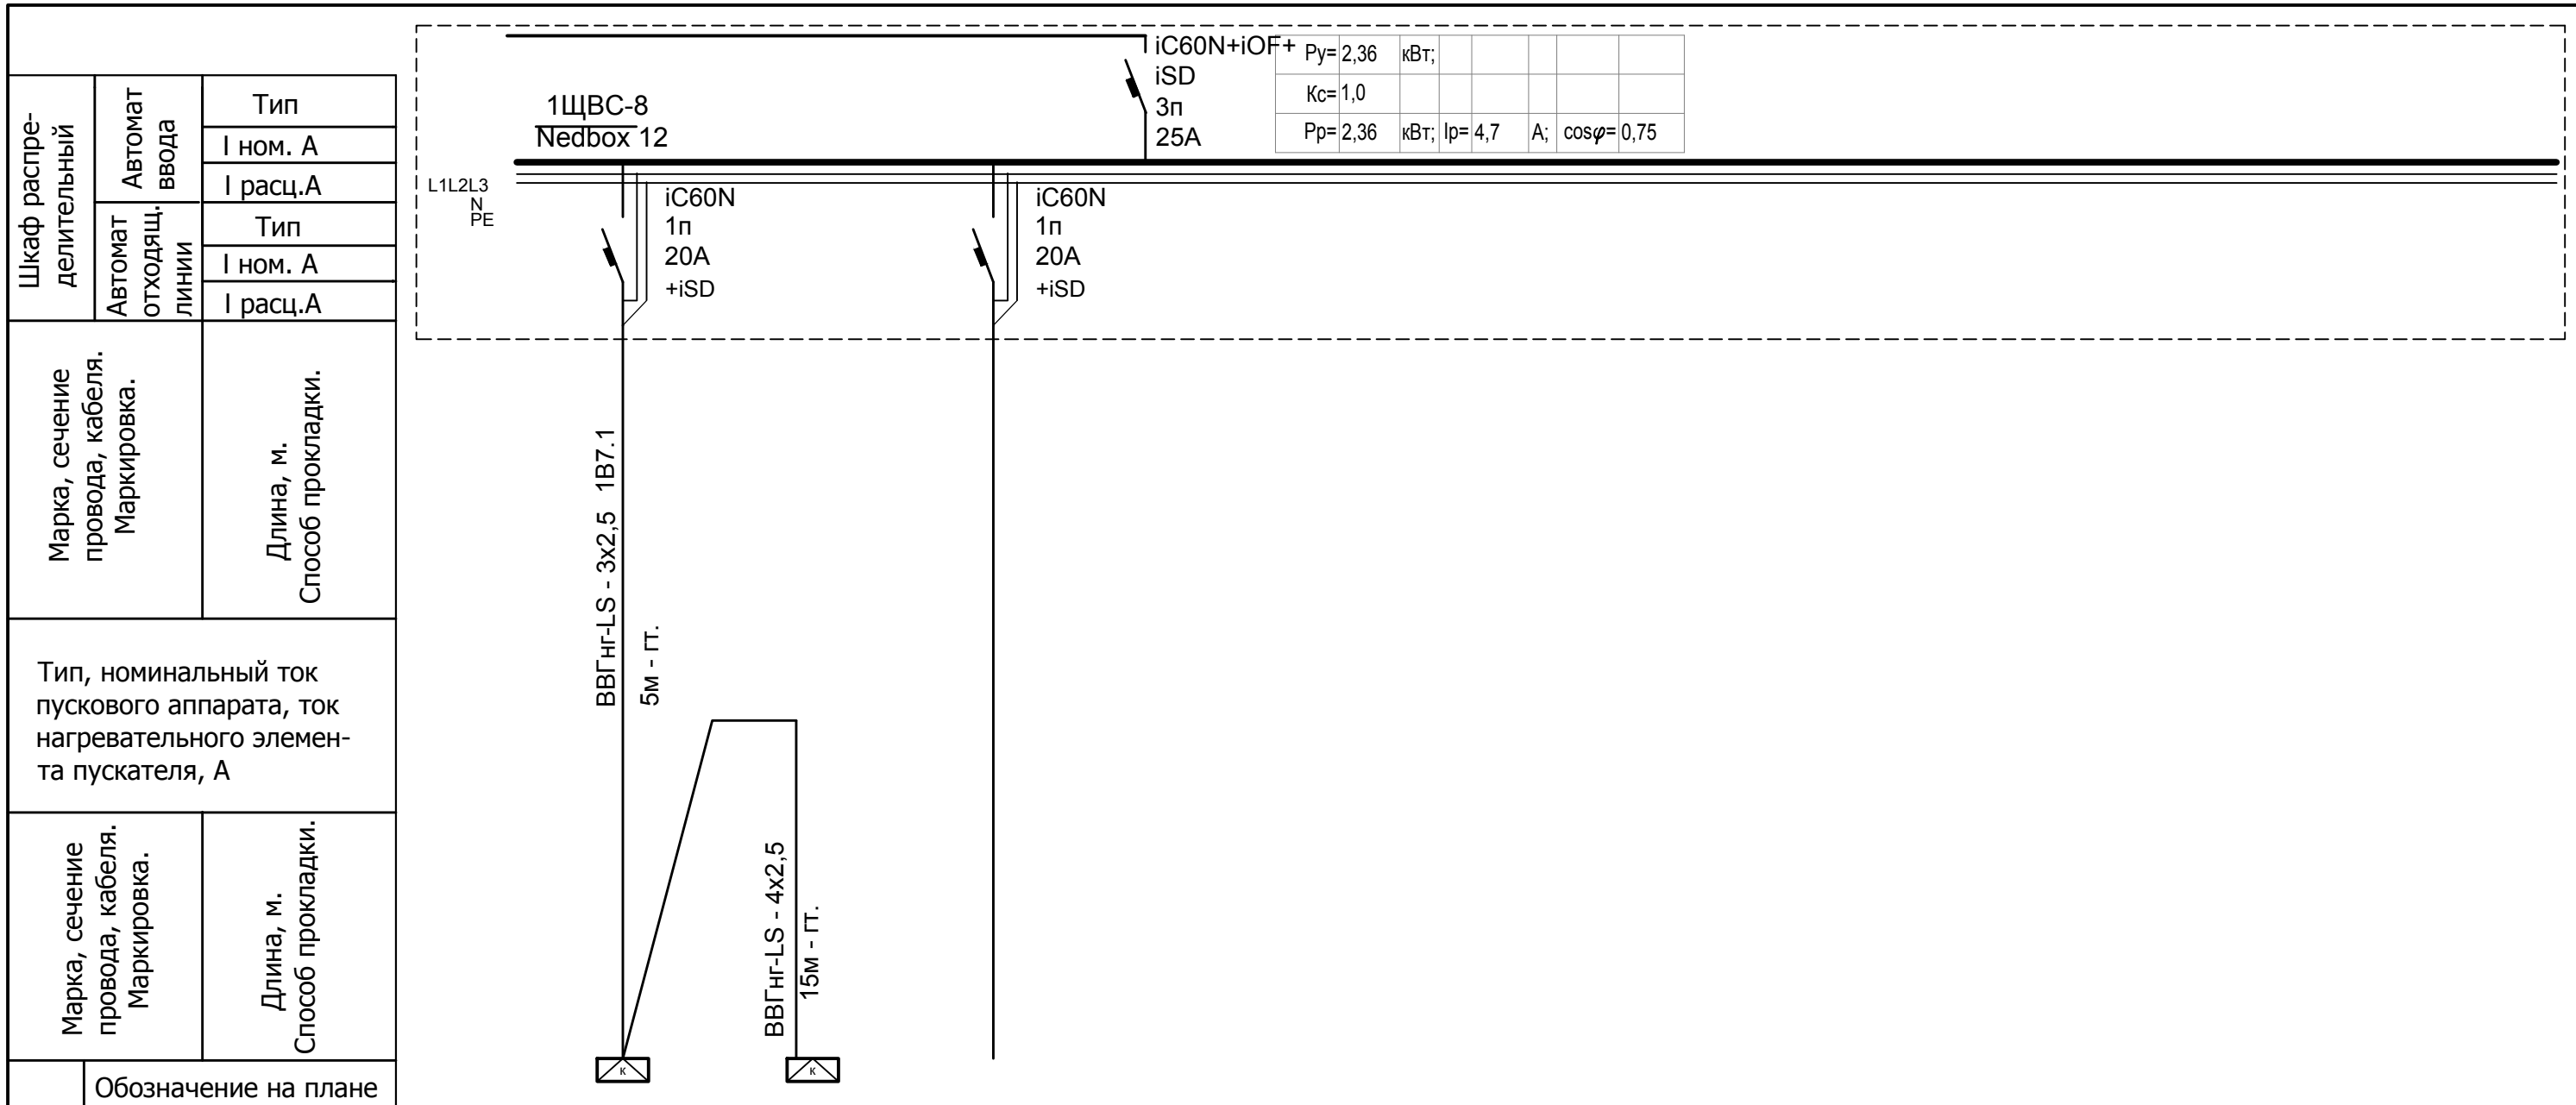 Шкаф распре-
делительный
Автомат
ввода
Тип
I ном. А
I расц.А
Автомат
отходящ.
линии
Тип
I ном. А
I расц.А
Марка, сечение
провода, кабеля.
Маркировка.
Длина, м.
Способ прокладки.
Тип, номинальный ток
пускового аппарата, ток
нагревательного элемен-
та пускателя, А
Марка, сечение
провода, кабеля.
Маркировка.
Длина, м.
Способ прокладки.
Обозначение на плане
1ЩВС-8
Nedbox 12
L1L2L3
N
PE
iC60N+iOF+
iSD
3п
25А
Ру= 2,36 кВт;
Кс= 1,0
Рр= 2,36 кВт; Iр= 4,7 А; cosφ= 0,75
iC60N
1п
20А
+iSD
iC60N
1п
20А
+iSD
ВВГнг-LS - 3х2,5 1В7.1
5м - гт.
ВВГнг-LS - 4х2,5
15м - гт.
к
к